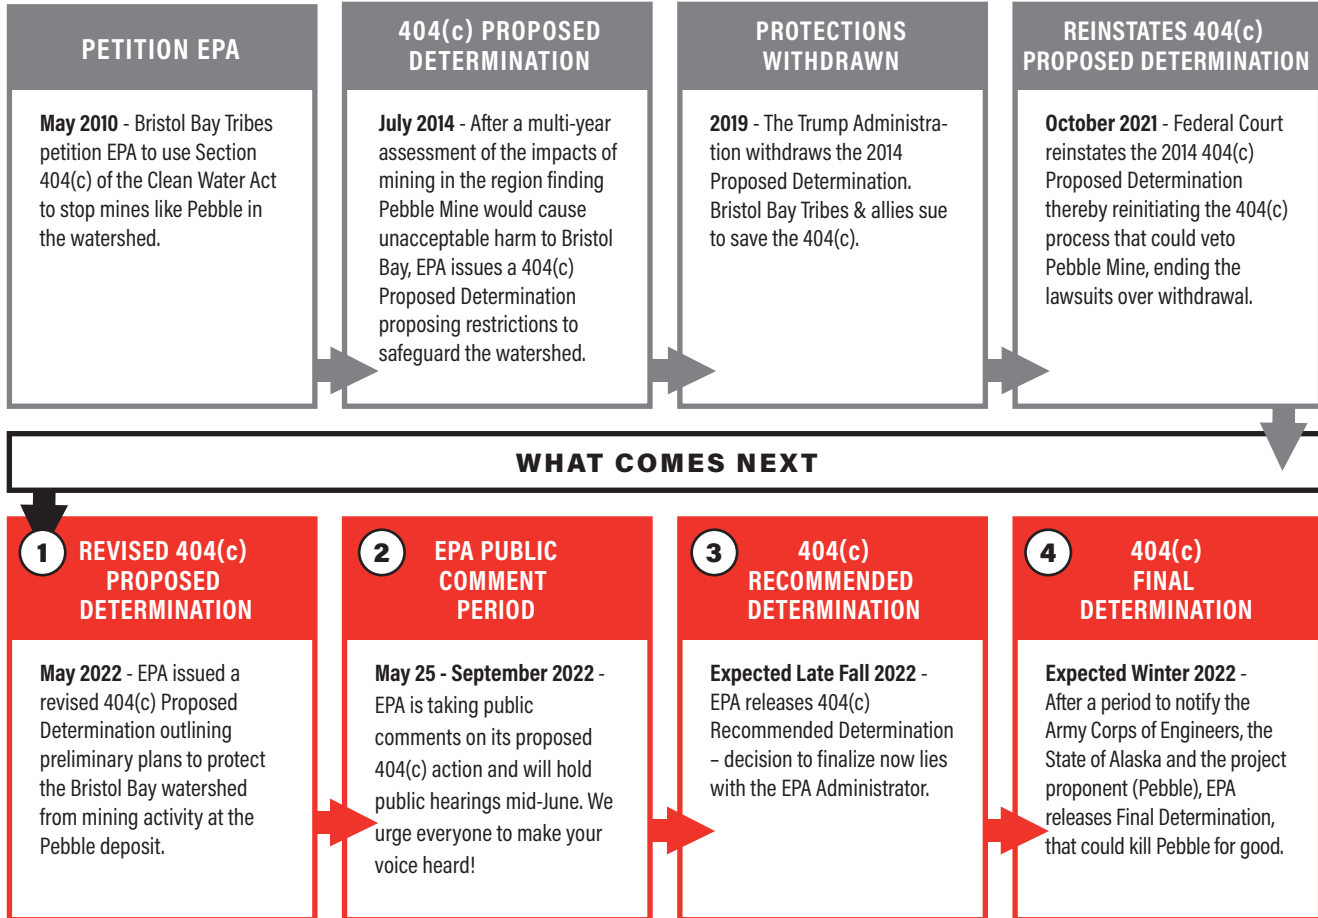 PETITION EPA
May 2010 - Bristol Bay Tribes
petition EPA to use Section
404(c) of the Clean Water Act
to stop mines like Pebble in
the watershed.
404(c) PROPOSED
DETERMINATION
July 2014 - After a multi-year
assessment of the impacts of
mining in the region finding
Pebble Mine would cause
unacceptable harm to Bristol
Bay, EPA issues a 404(c)
Proposed Determination
proposing restrictions to
safeguard the watershed.
PROTECTIONS
WITHDRAWN
2019 - The Trump Administra-
tion withdraws the 2014
Proposed Determination.
Bristol Bay Tribes & allies sue
to save the 404(c).
REINSTATES 404(c)
PROPOSED DETERMINATION
October 2021 - Federal Court
reinstates the 2014 404(c)
Proposed Determination
thereby reinitiating the 404(c)
process that could veto
Pebble Mine, ending the
lawsuits over withdrawal.
WHAT COMES NEXT
1
REVISED 404(c)
PROPOSED
DETERMINATION
May 2022 - EPA issued a
revised 404(c) Proposed
Determination outlining
preliminary plans to protect
the Bristol Bay watershed
from mining activity at the
Pebble deposit.
2
EPA PUBLIC
COMMENT
PERIOD
May 25 - September 2022 -
EPA is taking public
comments on its proposed
404(c) action and will hold
public hearings mid-June. We
urge everyone to make your
voice heard!
3
404(c)
RECOMMENDED
DETERMINATION
Expected Late Fall 2022 -
EPA releases 404(c)
Recommended Determination
– decision to finalize now lies
with the EPA Administrator.
4
404(c)
FINAL
DETERMINATION
Expected Winter 2022 -
After a period to notify the
Army Corps of Engineers, the
State of Alaska and the project
proponent (Pebble), EPA
releases Final Determination,
that could kill Pebble for good.